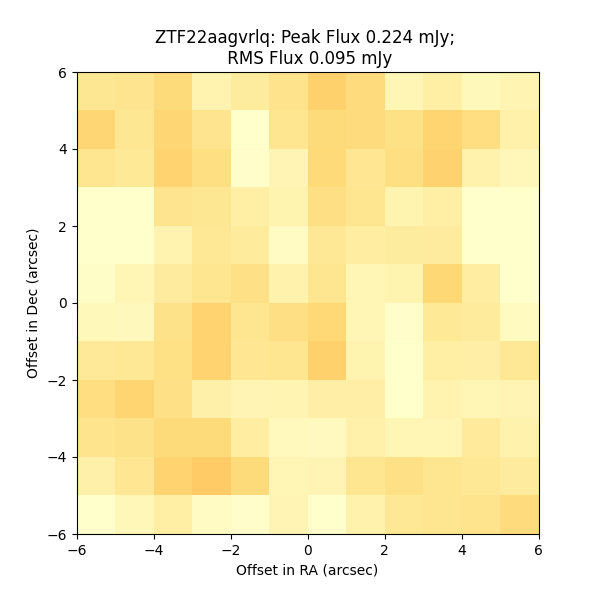 ZTF22aagvrlq: Peak Flux 0.224 mJy;
RMS Flux 0.095 mJy
6
4
2
0
−2
−4
−6
Offset in Dec (arcsec)
−6 −4 −2 0 2 4 6
Offset in RA (arcsec)